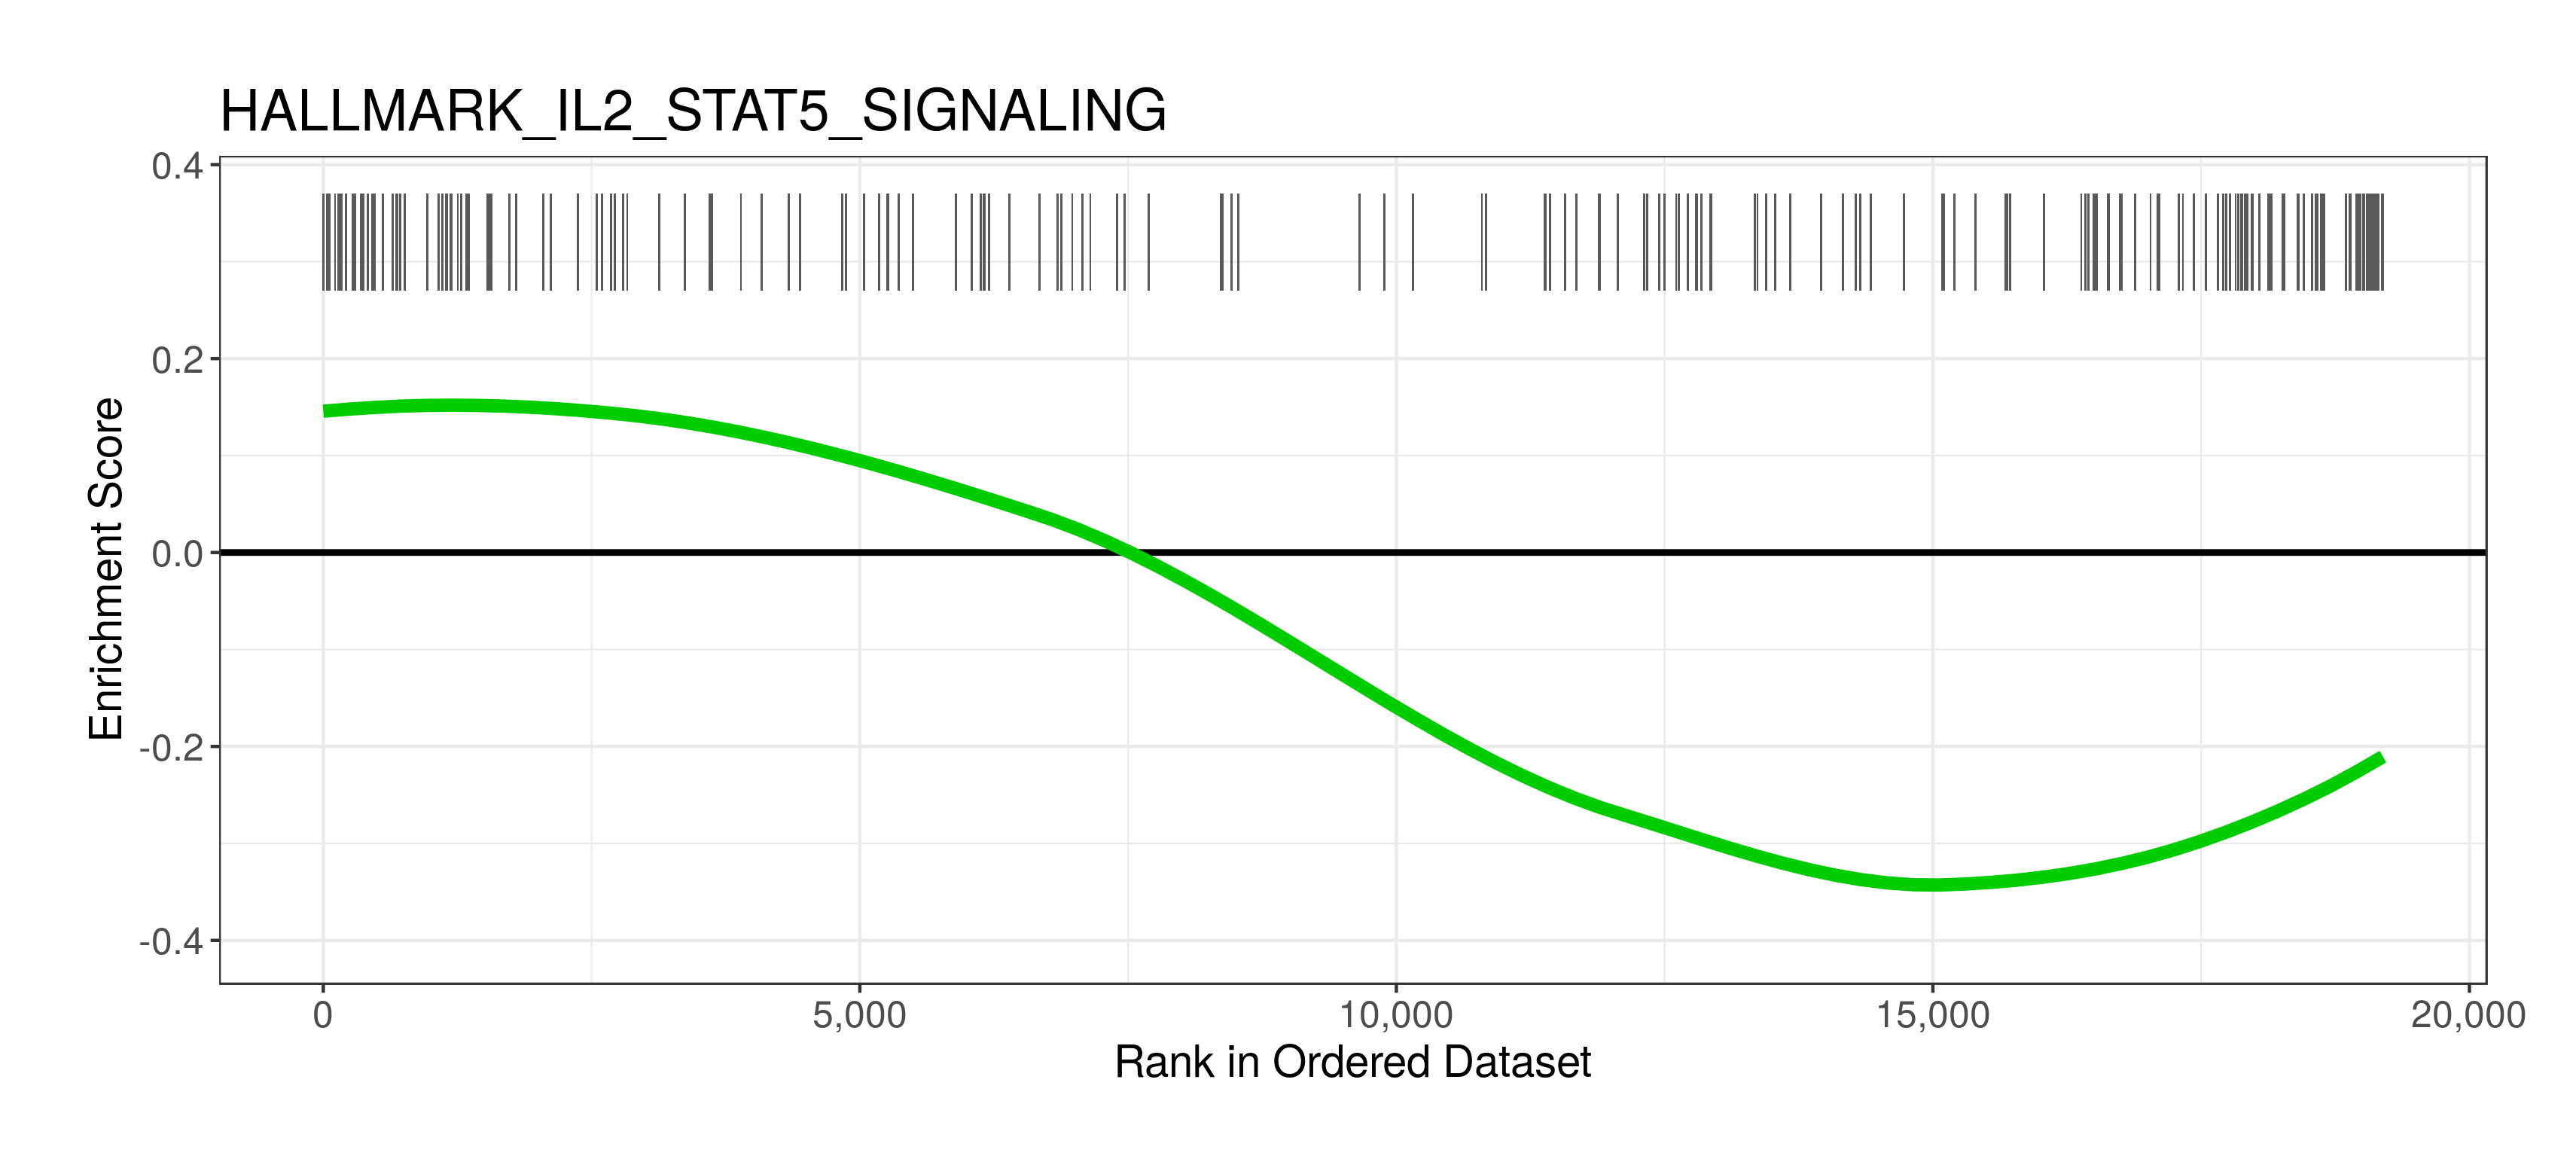 HALLMARK_IL2_STAT5_SIGNALING
0.4
0.2
0.0
-0.2
-0.4
Enrichment Score
0 5,000 10,000 15,000 20,000
Rank in Ordered Dataset